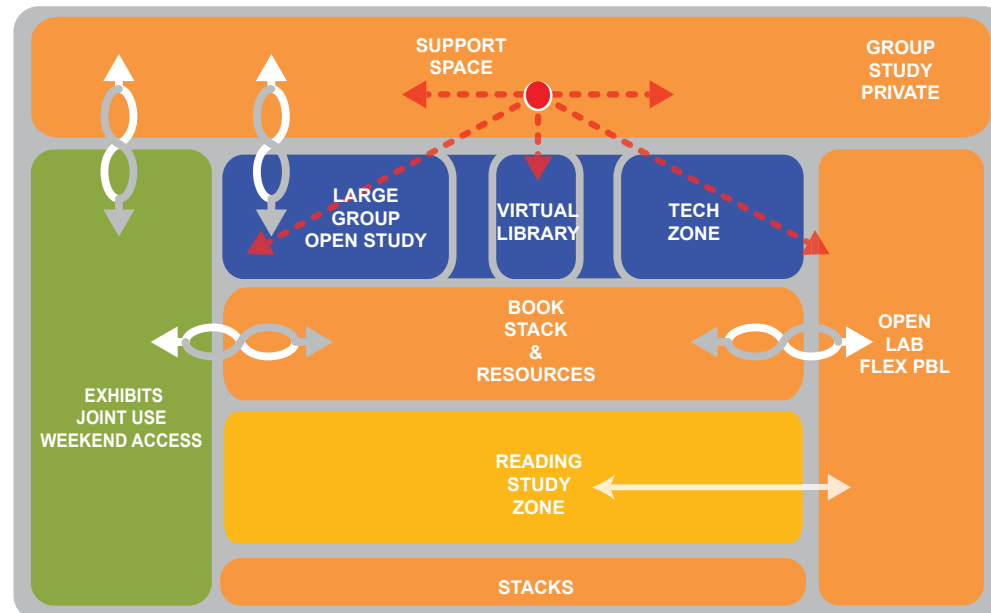 SUPPORT
SPACE
GROUP
STUDY
PRIVATE
LARGE
GROUP
OPEN STUDY
VIRTUAL
LIBRARY
TECH
ZONE
BOOK
STACK
&
RESOURCES
OPEN
LAB
FLEX PBL
EXHIBITS
JOINT USE
WEEKEND ACCESS
READING
STUDY
ZONE
STACKS